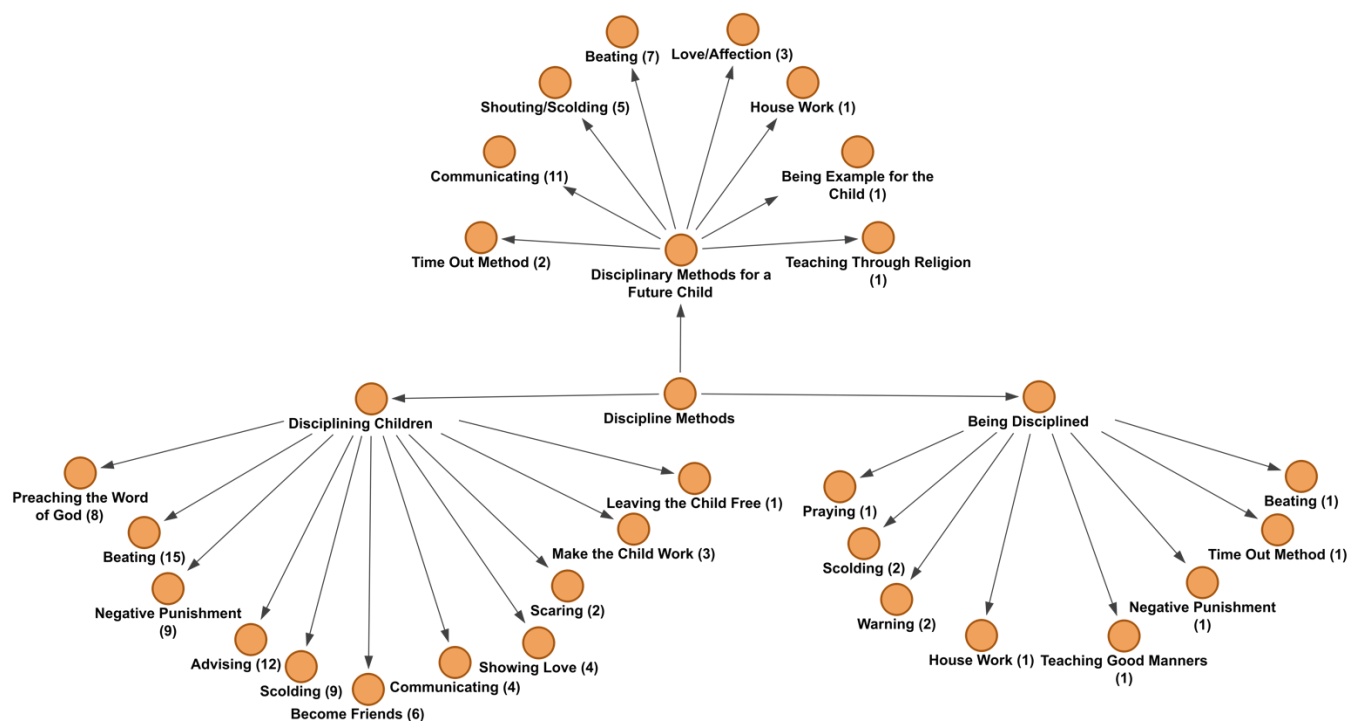 Beating (7)
Love/Affection (3)
Shouting/Scolding (5)
House Work (1)
Communicating (11)
Being Example for the
Child (1)
Time Out Method (2)
Disciplinary Methods for a
Future Child
Teaching Through Religion
(1)
Disciplining Children
Discipline Methods
Being Disciplined
Preaching the Word
of God (8)
Beating (15)
Negative Punishment
(9)
Advising (12)
Scolding (9)
Become Friends (6)
Communicating (4)
Showing Love (4)
Scaring (2)
Make the Child Work (3)
Leaving the Child Free (1)
Praying (1)
Scolding (2)
Warning (2)
House Work (1)
Teaching Good Manners
(1)
Negative Punishment
(1)
Time Out Method (1)
Beating (1)